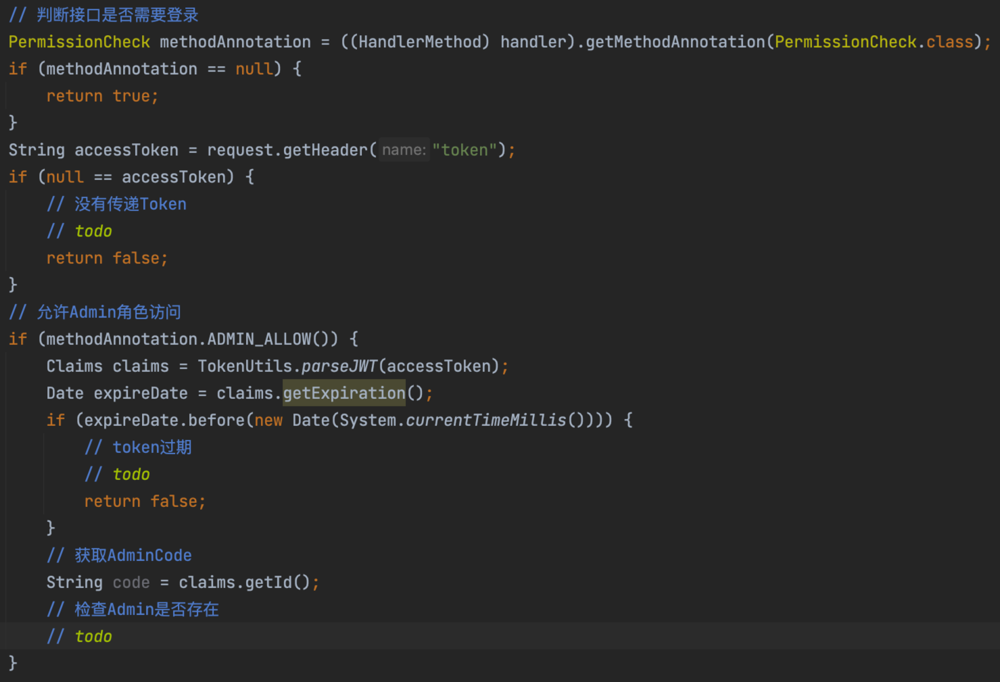 // 判断接口是否需要登录
PermissionCheck methodAnnotation = ((HandlerMethod) handler).getMethodAnnotation(PermissionCheck.class);
if (methodAnnotation == null) {
    return true;
}
String accessToken = request.getHeader( name: "token");
if (null == accessToken) {
    // 没有传递Token
    // todo
    return false;
}
// 允许Admin角色访问
if (methodAnnotation.ADMIN_ALLOW()) {
    Claims claims = TokenUtils.parseJWT(accessToken);
    Date expireDate = claims.getExpiration();
    if (expireDate.before(new Date(System.currentTimeMillis()))) {
        // token过期
        // todo
        return false;
    }
    // 获取AdminCode
    String code = claims.getId();
    // 检查Admin是否存在
    // todo
}